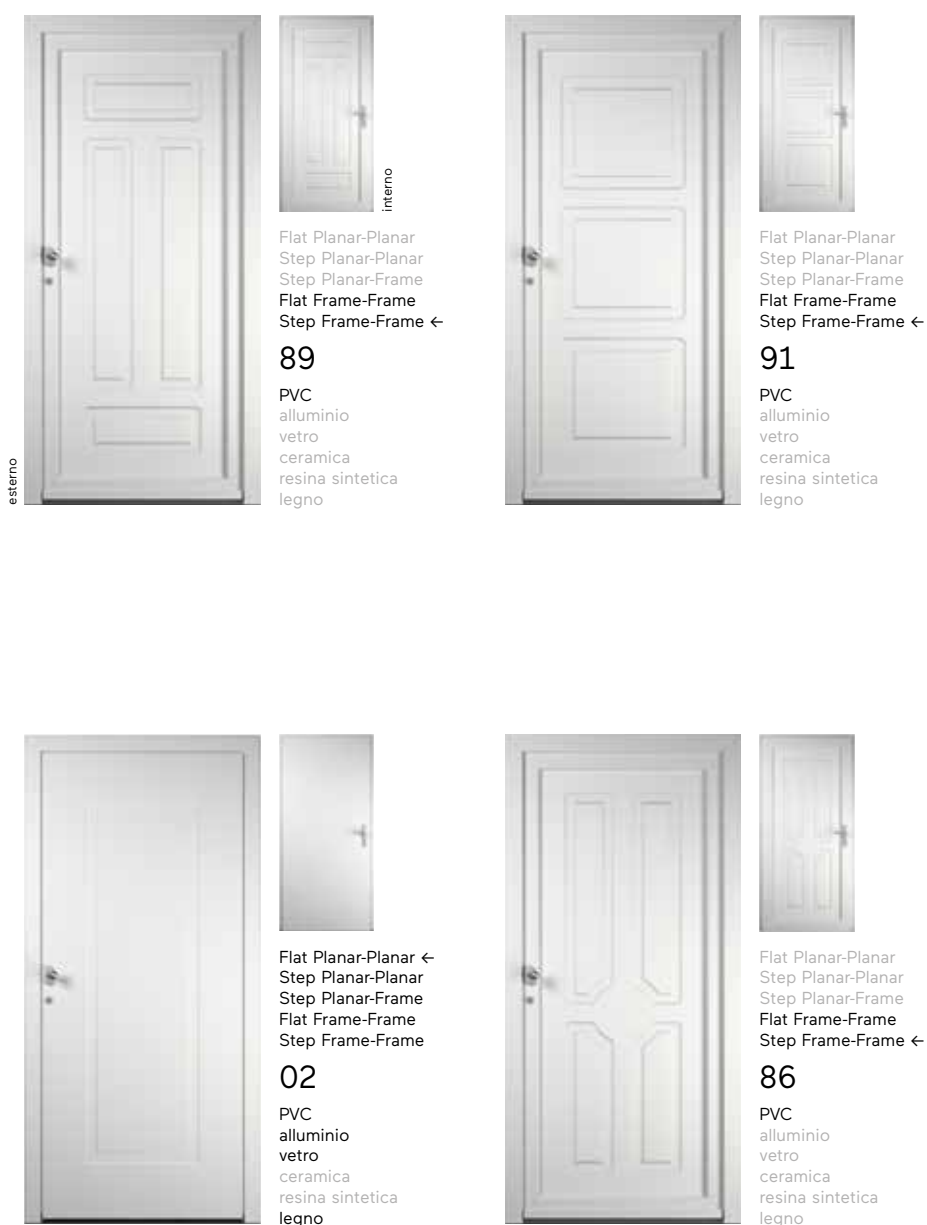 esterno
interno
Flat Planar-Planar
Step Planar-Planar
Step Planar-Frame
Flat Frame-Frame
Step Frame-Frame ←
89
PVC
alluminio
vetro
ceramica
resina sintetica
legno
Flat Planar-Planar
Step Planar-Planar
Step Planar-Frame
Flat Frame-Frame
Step Frame-Frame ←
91
PVC
alluminio
vetro
ceramica
resina sintetica
legno
Flat Planar-Planar ←
Step Planar-Planar
Step Planar-Frame
Flat Frame-Frame
Step Frame-Frame
02
PVC
alluminio
vetro
ceramica
resina sintetica
legno
Flat Planar-Planar
Step Planar-Planar
Step Planar-Frame
Flat Frame-Frame
Step Frame-Frame ←
86
PVC
alluminio
vetro
ceramica
resina sintetica
legno